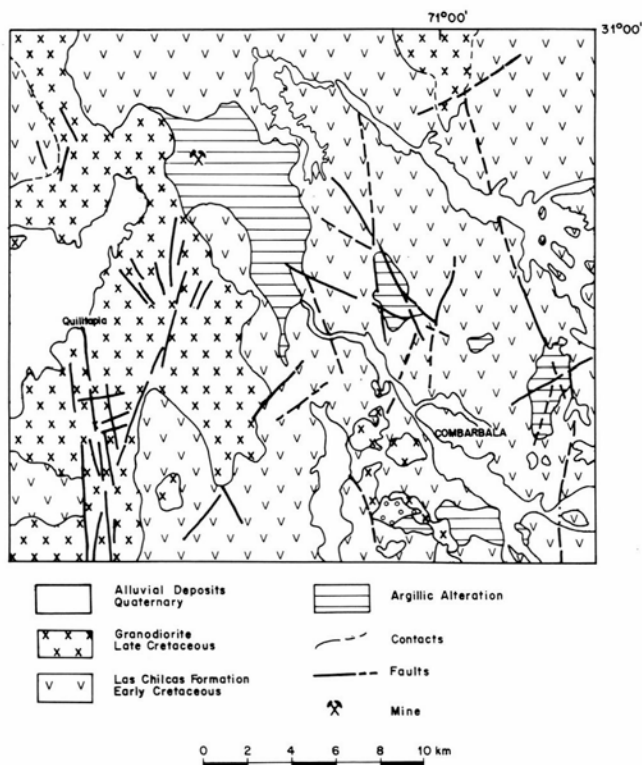 71°00'
31°00'
Quilitapia
COMBARBALA
Alluvial Deposits
Quaternary
Granodiorite
Late Cretaceous
Las Chilcas Formation
Early Cretaceous
Argillic Alteration
Contacts
Faults
Mine
0 2 4 6 8 10 km